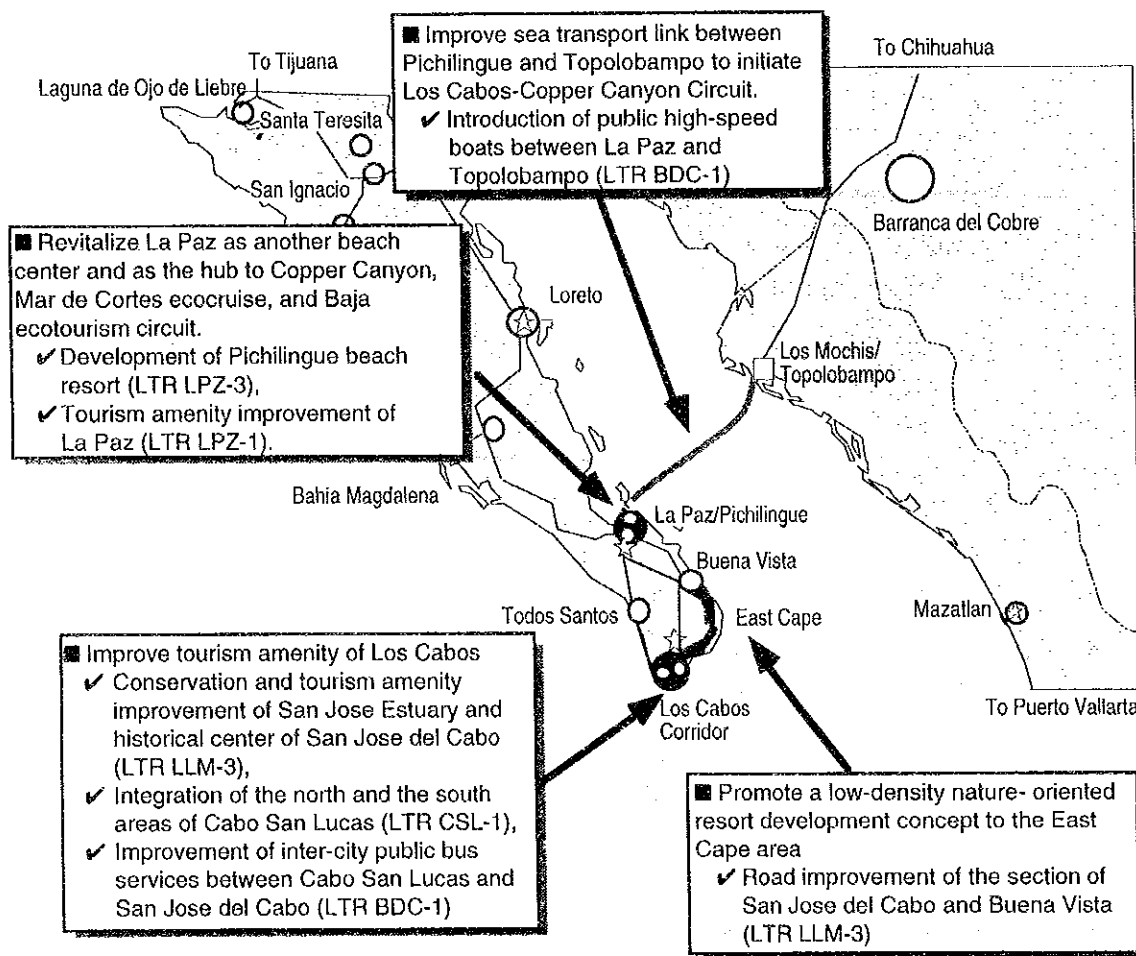 ■ Improve sea transport link between
Pichilingue and Topolobampo to initiate
Los Cabos-Copper Canyon Circuit.
✔ Introduction of public high-speed
boats between La Paz and
Topolobampo (LTR BDC-1)
To Tijuana
To Chihuahua
Laguna de Ojo de Liebre
Santa Teresita
San Ignacio
Barranca del Cobre
■ Revitalize La Paz as another beach
center and as the hub to Copper Canyon,
Mar de Cortes ecocruise, and Baja
ecotourism circuit.
✔ Development of Pichilingue beach
resort (LTR LPZ-3),
✔ Tourism amenity improvement of
La Paz (LTR LPZ-1).
Loreto
Los Mochis/
Topolobampo
Bahia Magdalena
La Paz/Pichilingue
Buena Vista
Todos Santos
East Cape
Mazatlan
Los Cabos
Corridor
To Puerto Vallarta
■ Improve tourism amenity of Los Cabos
✔ Conservation and tourism amenity
improvement of San Jose Estuary and
historical center of San Jose del Cabo
(LTR LLM-3),
✔ Integration of the north and the south
areas of Cabo San Lucas (LTR CSL-1),
✔ Improvement of inter-city public bus
services between Cabo San Lucas and
San Jose del Cabo (LTR BDC-1)
■ Promote a low-density nature- oriented
resort development concept to the East
Cape area
✔ Road improvement of the section of
San Jose del Cabo and Buena Vista
(LTR LLM-3)